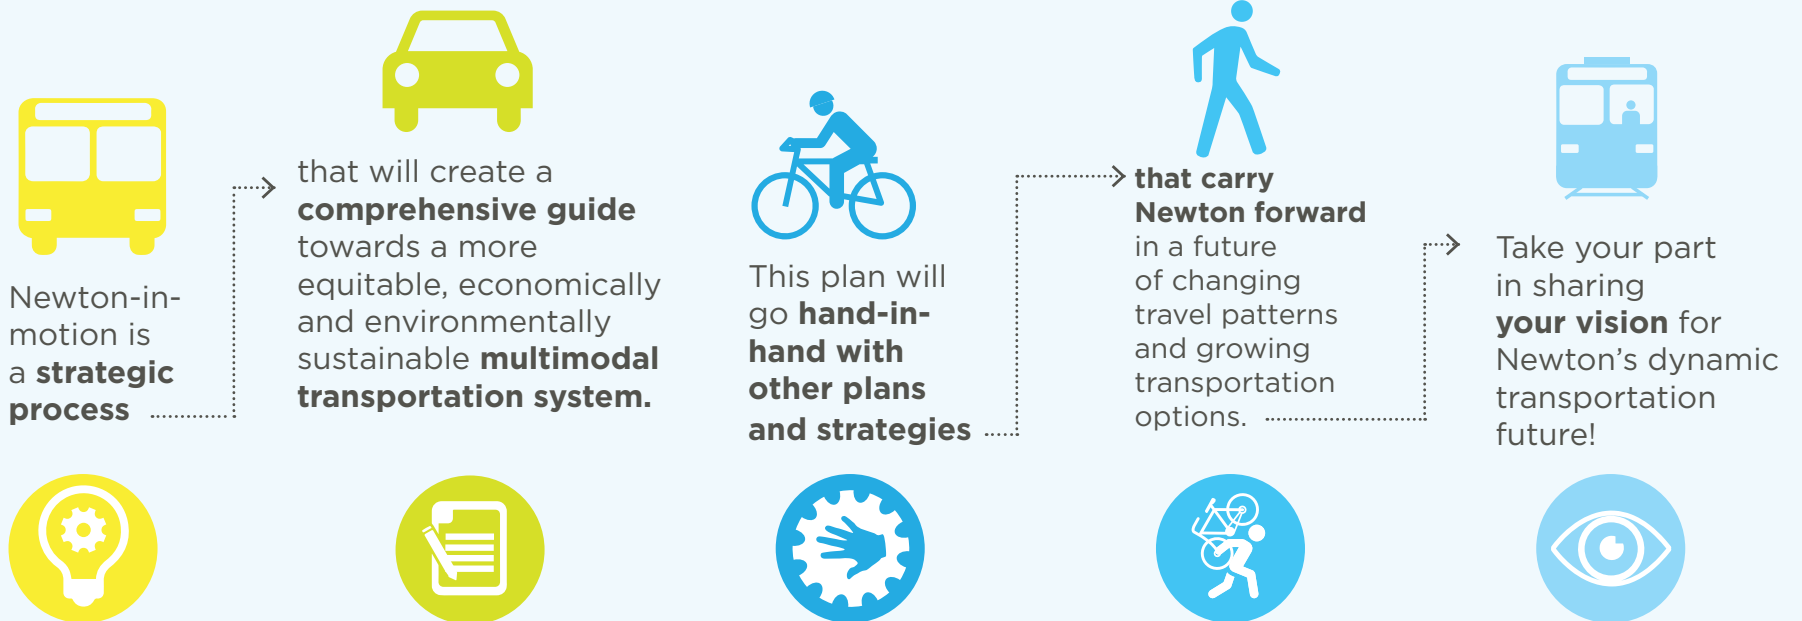 Newton-in-
motion is
a strategic
process
that will create a
comprehensive guide
towards a more
equitable, economically
and environmentally
sustainable multimodal
transportation system.
This plan will
go hand-in-
hand with
other plans
and strategies
that carry
Newton forward
in a future
of changing
travel patterns
and growing
transportation
options.
Take your part
in sharing
your vision for
Newton’s dynamic
transportation
future!